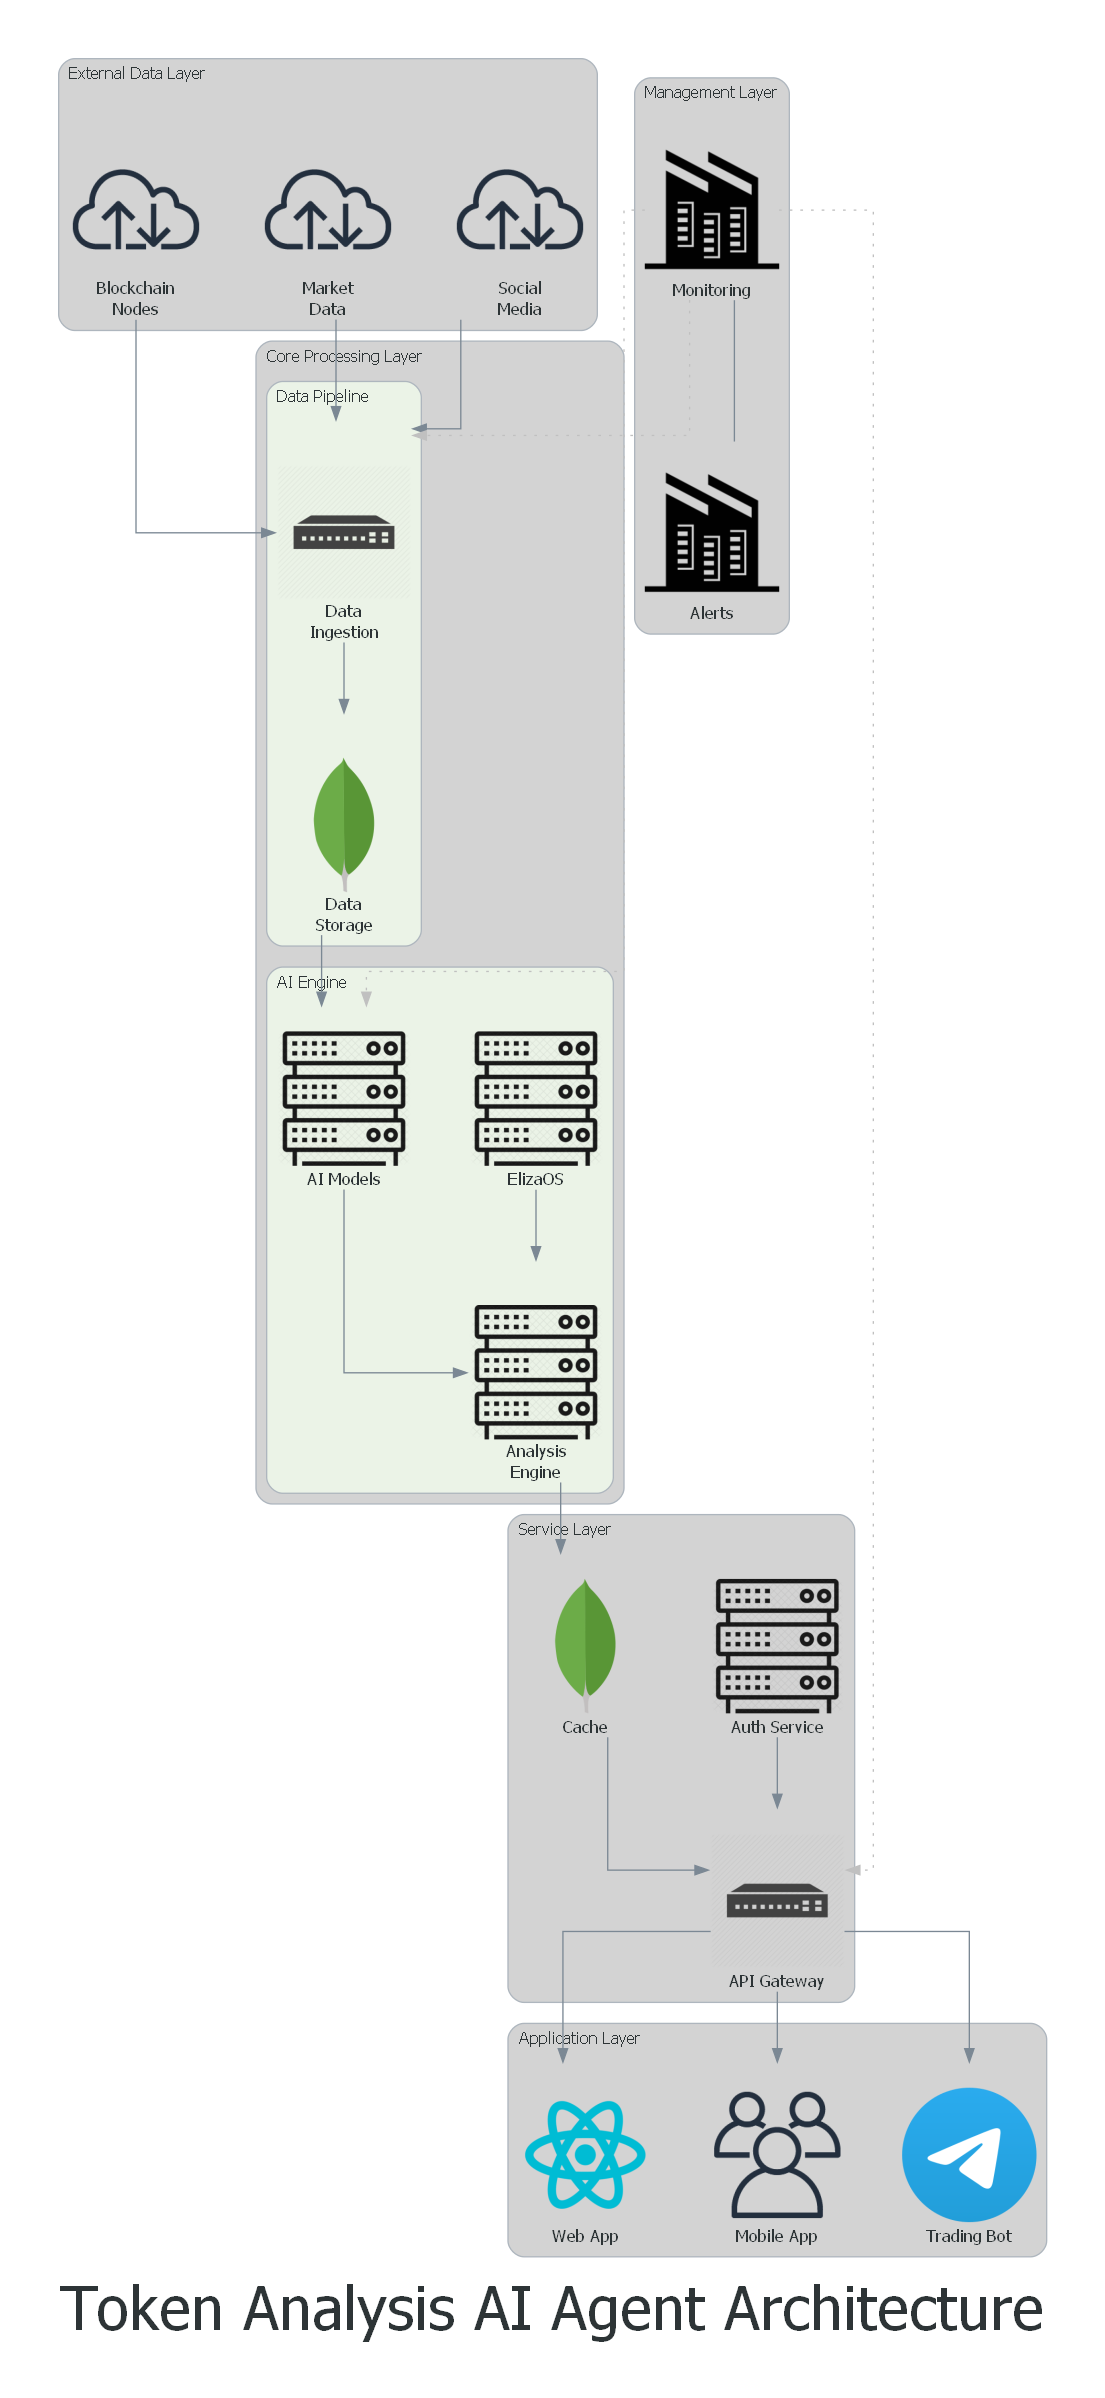 External Data Layer
Management Layer
Blockchain
Nodes
Market
Data
Social
Media
Monitoring
Core Processing Layer
Data Pipeline
Data
Ingestion
Alerts
Data
Storage
AI Engine
AI Models
ElizaOS
Analysis
Engine
Service Layer
Cache
Auth Service
API Gateway
Application Layer
Web App
Mobile App
Trading Bot
Token Analysis AI Agent Architecture